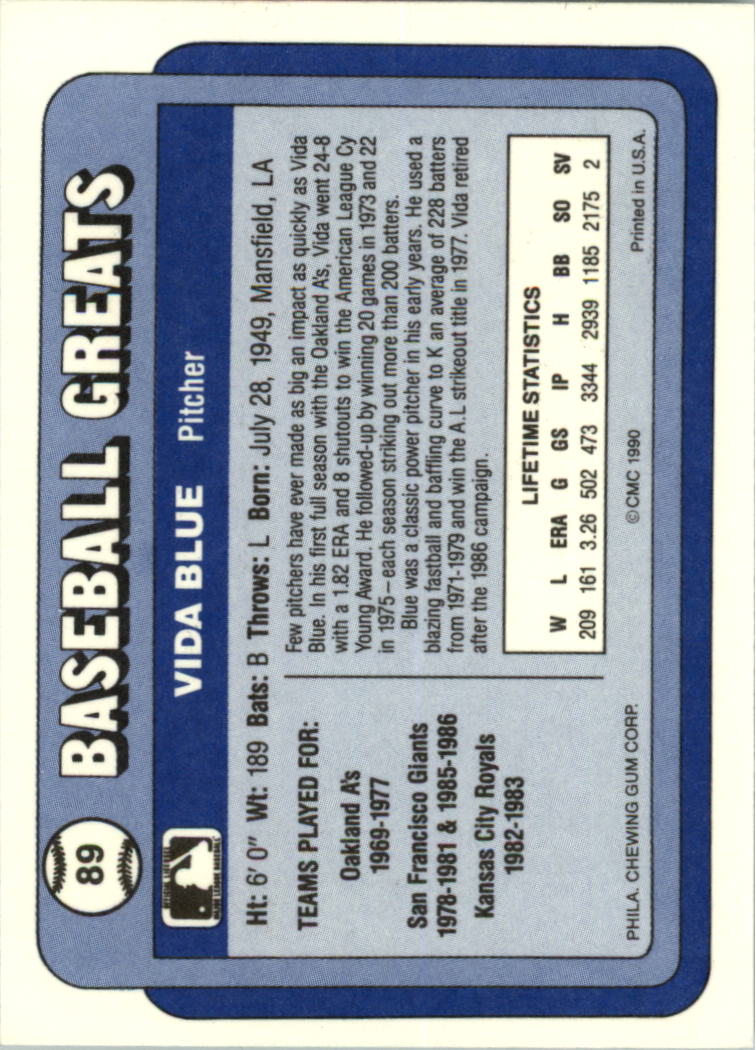 89
BASEBALL GREATS
VIDA BLUE Pitcher
Ht: 6' 0" Wt: 189 Bats: B Throws: L Born: July 28, 1949, Mansfield, LA
TEAMS PLAYED FOR:
Oakland A's
1969-1977
San Francisco Giants
1978-1981 & 1985-1986
Kansas City Royals
1982-1983
Few pitchers have ever made as big an impact as quickly as Vida
Blue. In his first full season with the Oakland A's, Vida went 24-8
with a 1.82 ERA and 8 shutouts to win the American League Cy
Young Award. He followed-up by winning 20 games in 1973 and 22
in 1975—each season striking out more than 200 batters.
Blue was a classic power pitcher in his early years. He used a
blazing fastball and baffling curve to K an average of 228 batters
from 1971-1979 and win the A.L strikeout title in 1977. Vida retired
after the 1986 campaign.
LIFETIME STATISTICS
W L ERA G GS IP H BB SO SV
209 161 3.26 502 473 3344 2939 1185 2175 2
PHILA. CHEWING GUM CORP. © CMC 1990 Printed in U.S.A.